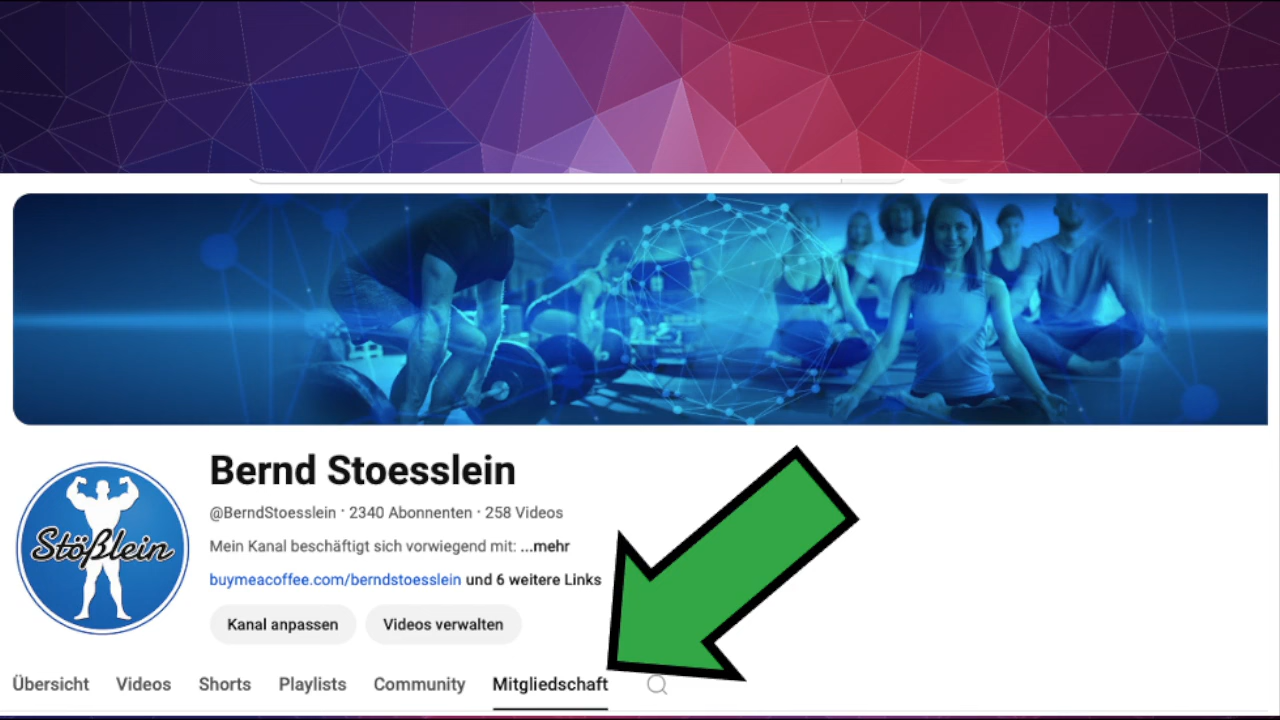 Bernd Stoesslein
@BerndStoesslein · 2340 Abonnenten · 258 Videos
Stößlein
Mein Kanal beschäftigt sich vorwiegend mit: ...mehr
buymeacoffee.com/berndstoesslein und 6 weitere Links
Kanal anpassen Videos verwalten
Übersicht Videos Shorts Playlists Community Mitgliedschaft